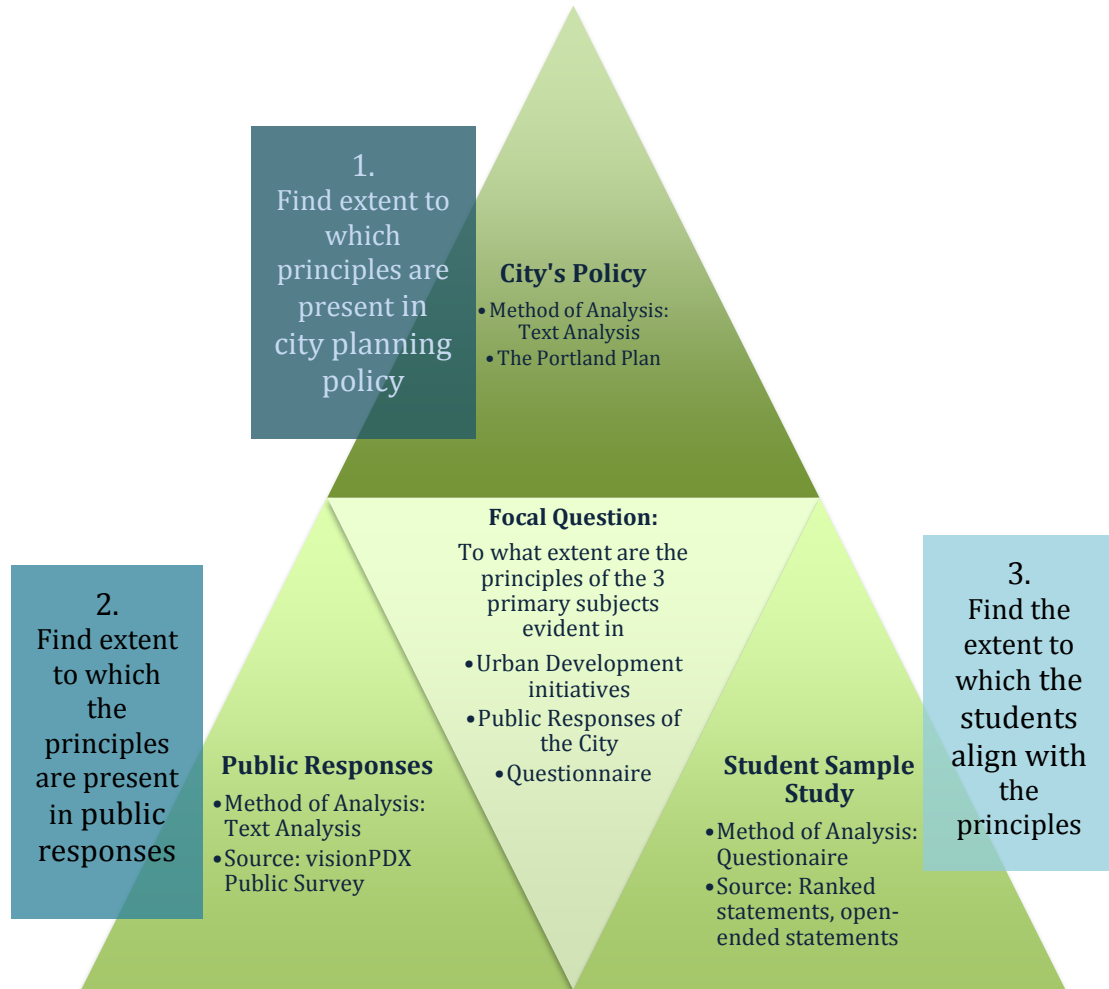 1.
Find extent to
which
principles are
present in
city planning
policy
City's Policy
•Method of Analysis:
Text Analysis
•The Portland Plan
Focal Question:
To what extent are the
principles of the 3
primary subjects
evident in
•Urban Development
initiatives
•Public Responses of
the City
•Questionnaire
2.
Find extent
to which
the
principles
are present
in public
responses
Public Responses
•Method of Analysis:
Text Analysis
•Source: visionPDX
Public Survey
3.
Find the
extent to
which the
students
align with
the
principles
Student Sample
Study
•Method of Analysis:
Questionaire
•Source: Ranked
statements, open-
ended statements